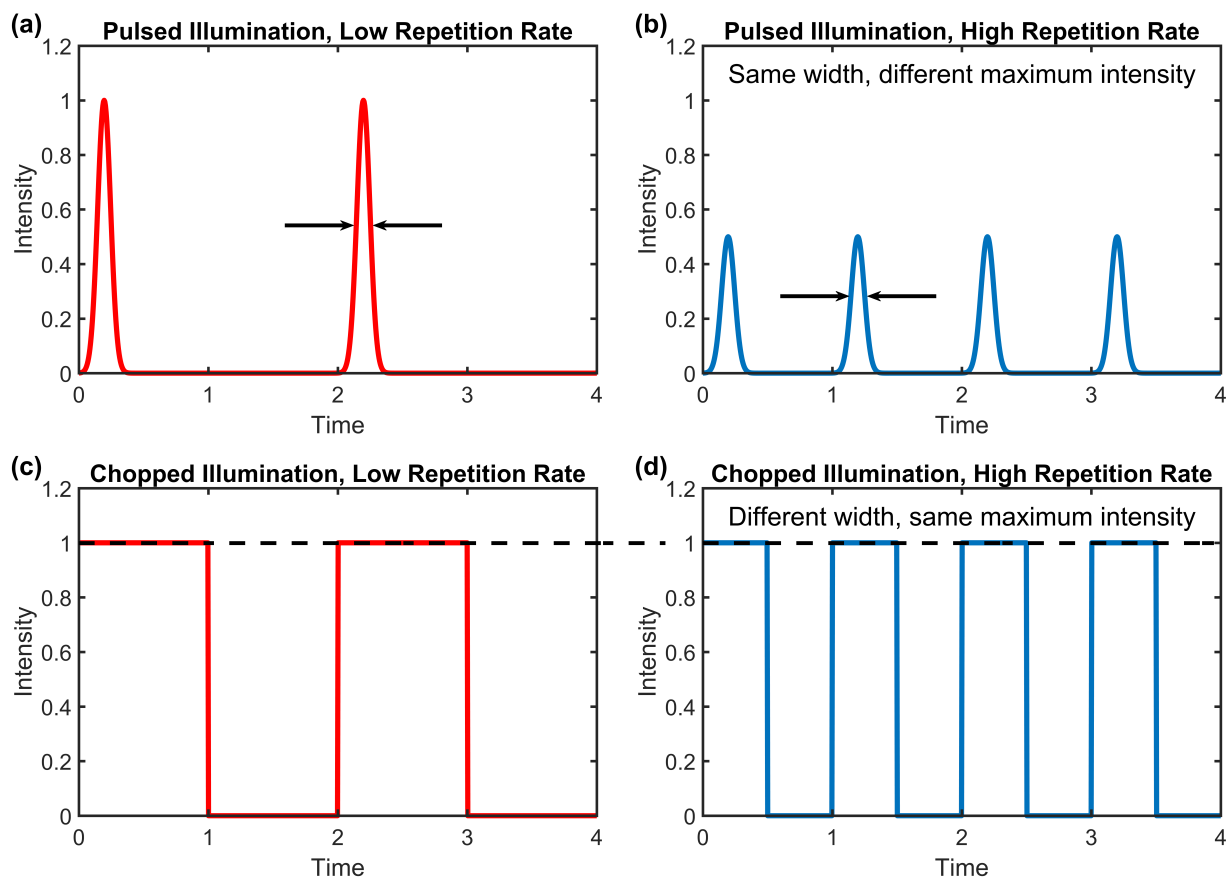 (a)
Pulsed Illumination, Low Repetition Rate
1.2
1
0.8
0.6
0.4
0.2
0
Intensity
0 1 2 3 4
Time
(b)
Pulsed Illumination, High Repetition Rate
Same width, different maximum intensity
1.2
1
0.8
0.6
0.4
0.2
0
Intensity
0 1 2 3 4
Time
(c)
Chopped Illumination, Low Repetition Rate
1.2
1
0.8
0.6
0.4
0.2
0
Intensity
0 1 2 3 4
Time
(d)
Chopped Illumination, High Repetition Rate
Different width, same maximum intensity
1.2
1
0.8
0.6
0.4
0.2
0
Intensity
0 1 2 3 4
Time